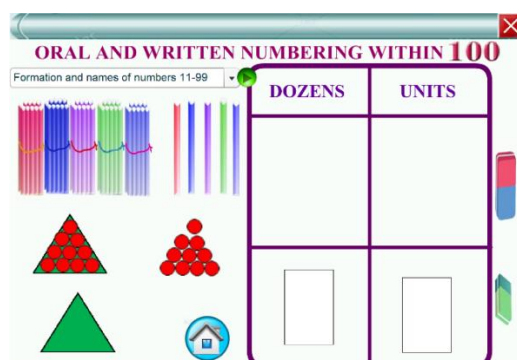 ORAL AND WRITTEN NUMBERING WITHIN 100
Formation and names of numbers 11-99
DOZENS
UNITS